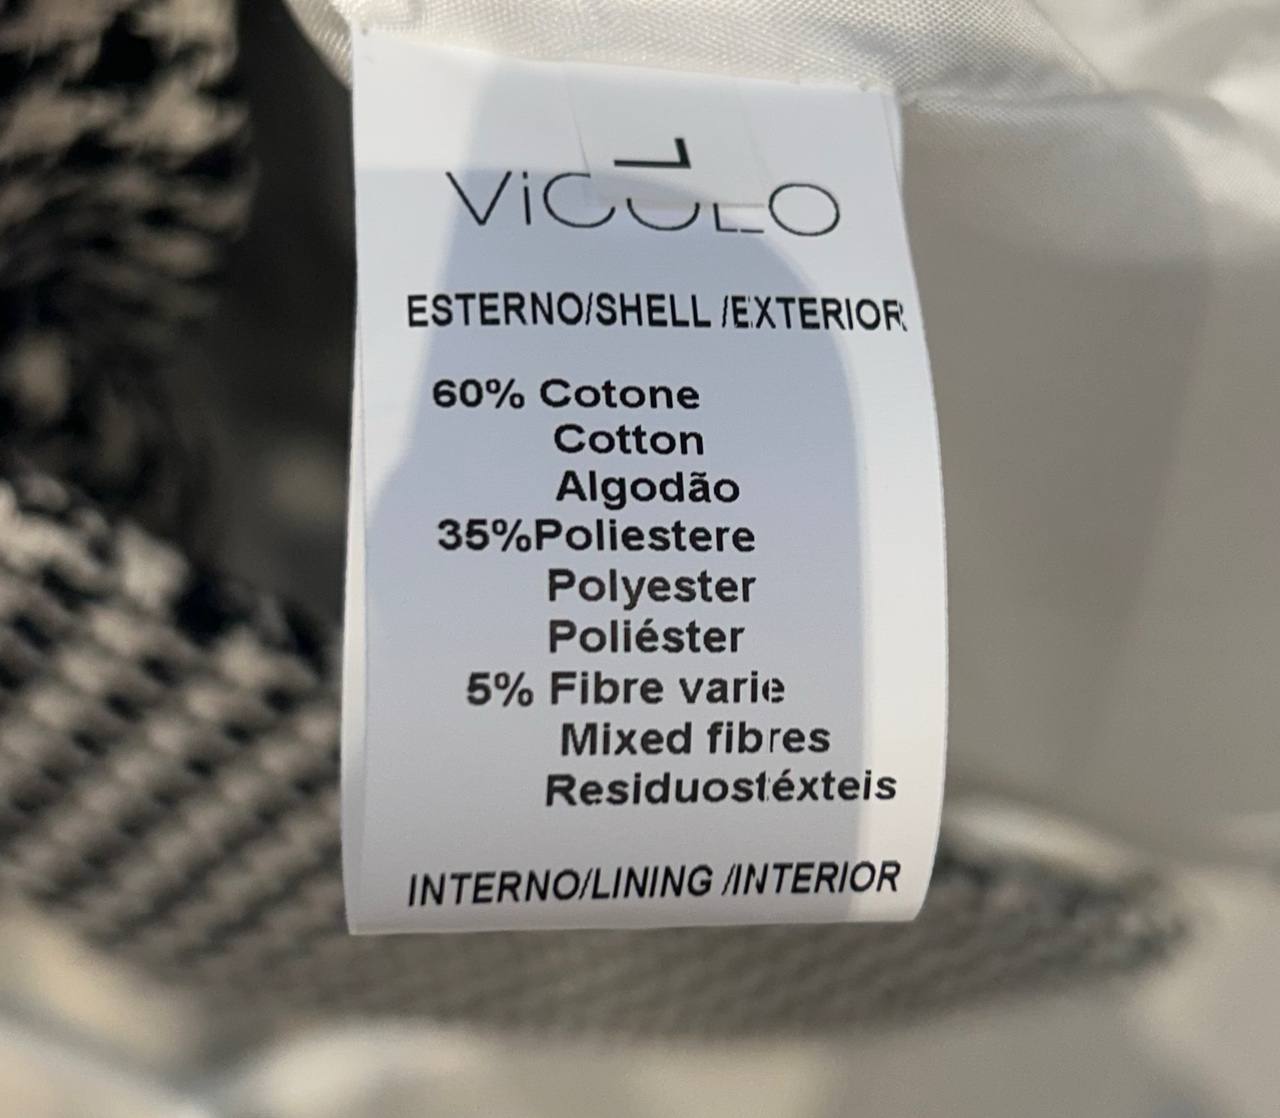 L
ViCOLO
ESTERNO/SHELL /EXTERIOR
60% Cotone
Cotton
Algodão
35%Poliestere
Polyester
Poliéster
5% Fibre varie
Mixed fibres
Residuostéxteis
INTERNO/LINING /INTERIOR